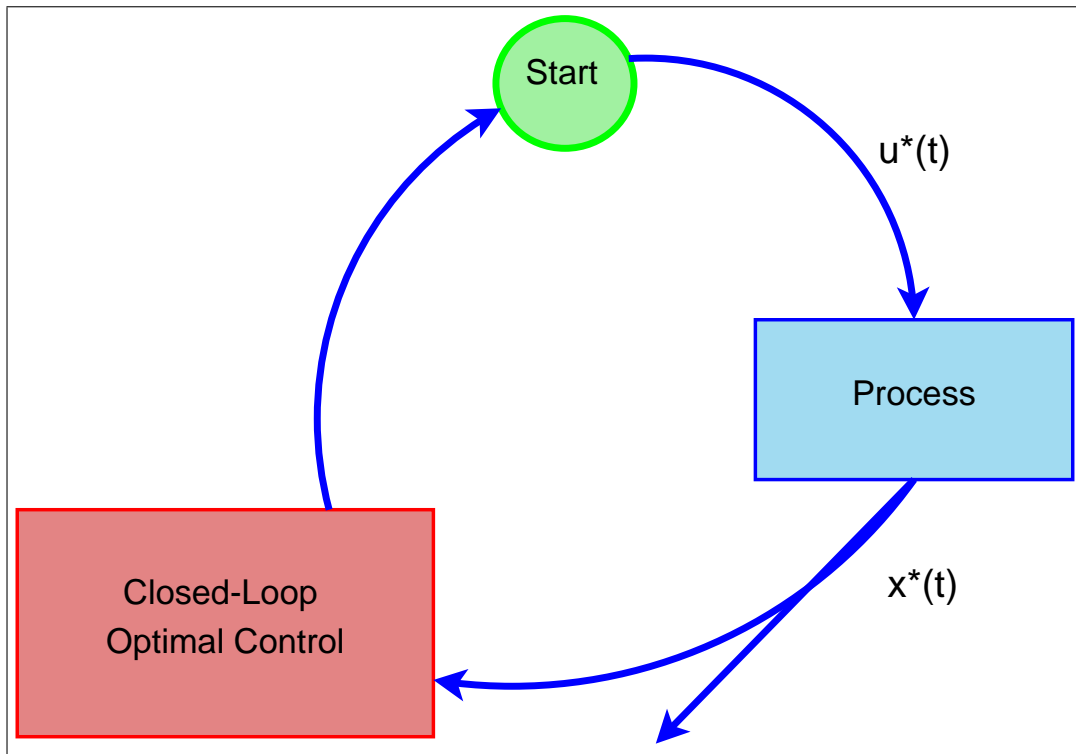 Start
u*(t)
Process
x*(t)
Closed-Loop
Optimal Control